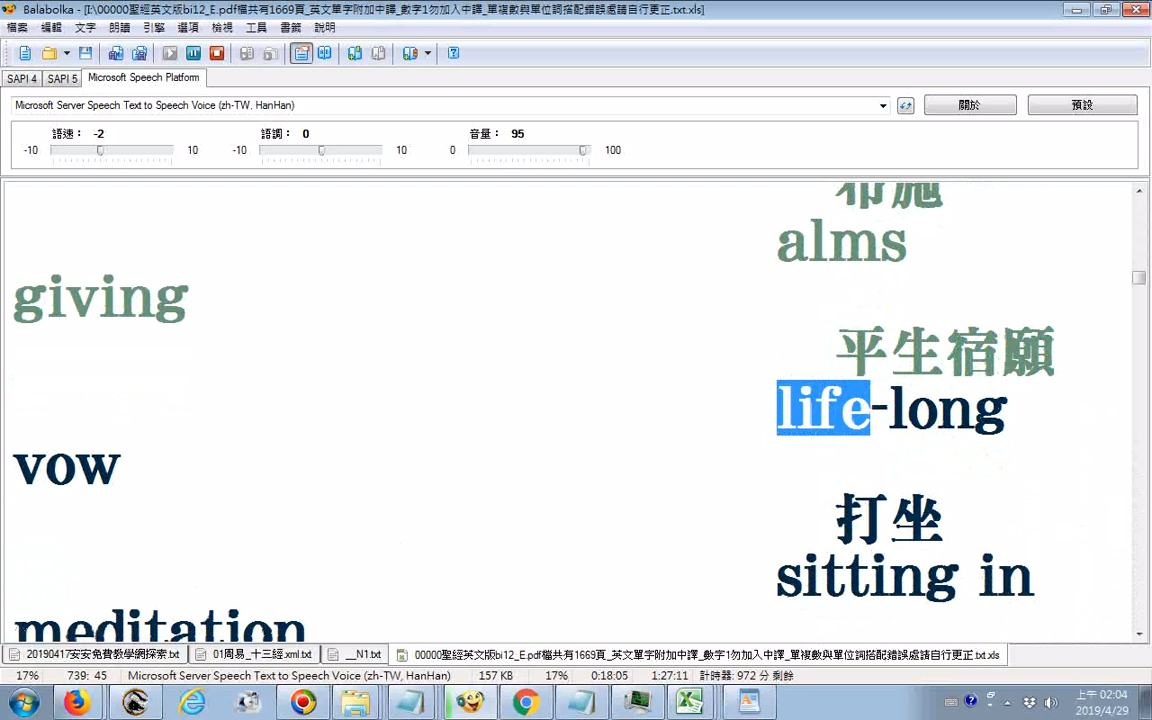 Balabolka - [I:\00000聖經英文版bi12_E.pdf檔共有1669頁_英文單字附加中譯_數字1勿加入中譯_單複數與單位詞搭配錯誤處請自行更正.txt.xls]
檔案 編輯 文字 朗讀 引擎 選項 檢視 工具 書籤 說明
SAPI 4 SAPI 5 Microsoft Speech Platform
Microsoft Server Speech Text to Speech Voice (zh-TW, HanHan) 關於 預設
語速： -2 語調： 0 音量： 95
-10 10 -10 10 0 100
布施
alms
giving
平生宿願
life-long
vow
打坐
sitting in
meditation
20190417安安免費教學網探索.txt 01周易_十三經.xml.txt __N1.txt 00000聖經英文版bi12_E.pdf檔共有1669頁_英文單字附加中譯_數字1勿加入中譯_單複數與單位詞搭配錯誤處請自行更正.txt.xls
17% 739: 45 Microsoft Server Speech Text to Speech Voice (zh-TW, HanHan) 157 KB 17% 0:18:05 1:27:11 計時器: 972 分 剩餘
上午 02:04
2019/4/29